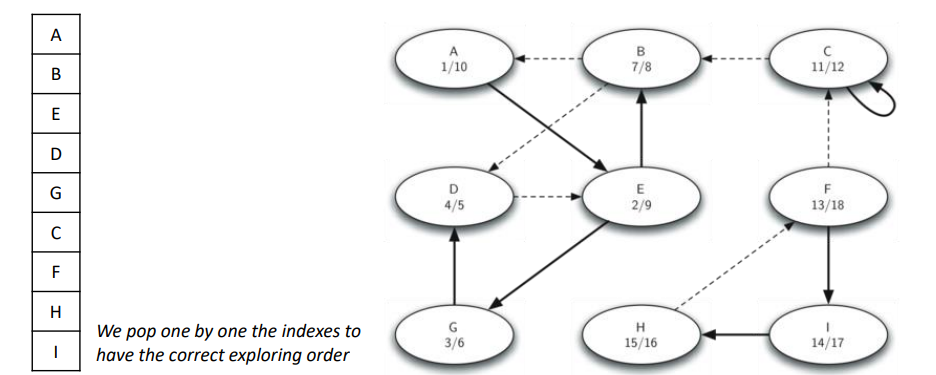 A
B
E
D
G
C
F
H
I
We pop one by one the indexes to
have the correct exploring order
A
1/10
B
7/8
C
11/12
D
4/5
E
2/9
F
13/18
G
3/6
H
15/16
I
14/17